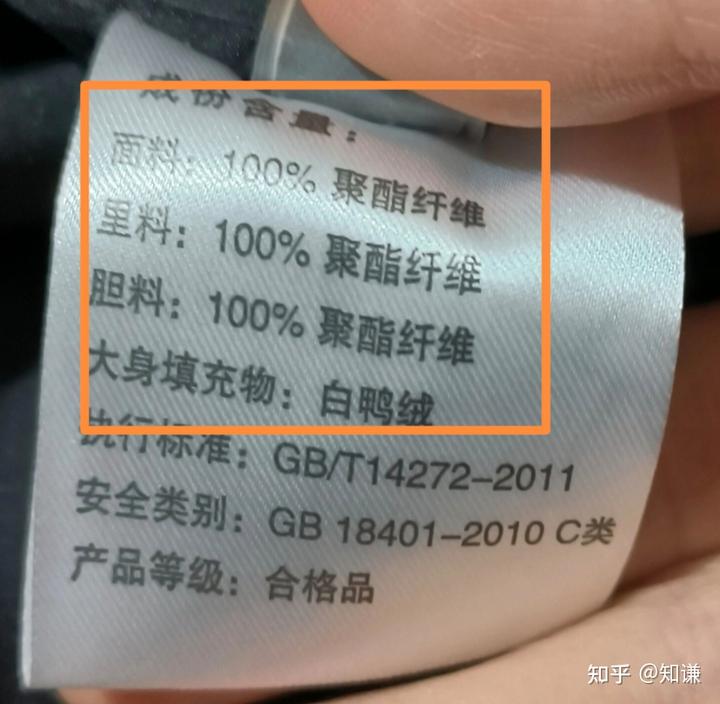 成份含量：
面料：100% 聚酯纤维
里料：100% 聚酯纤维
胆料：100% 聚酯纤维
大身填充物：白鸭绒
执行标准：GB/T14272-2011
安全类别：GB 18401-2010 C类
产品等级：合格品
知乎 @知谦